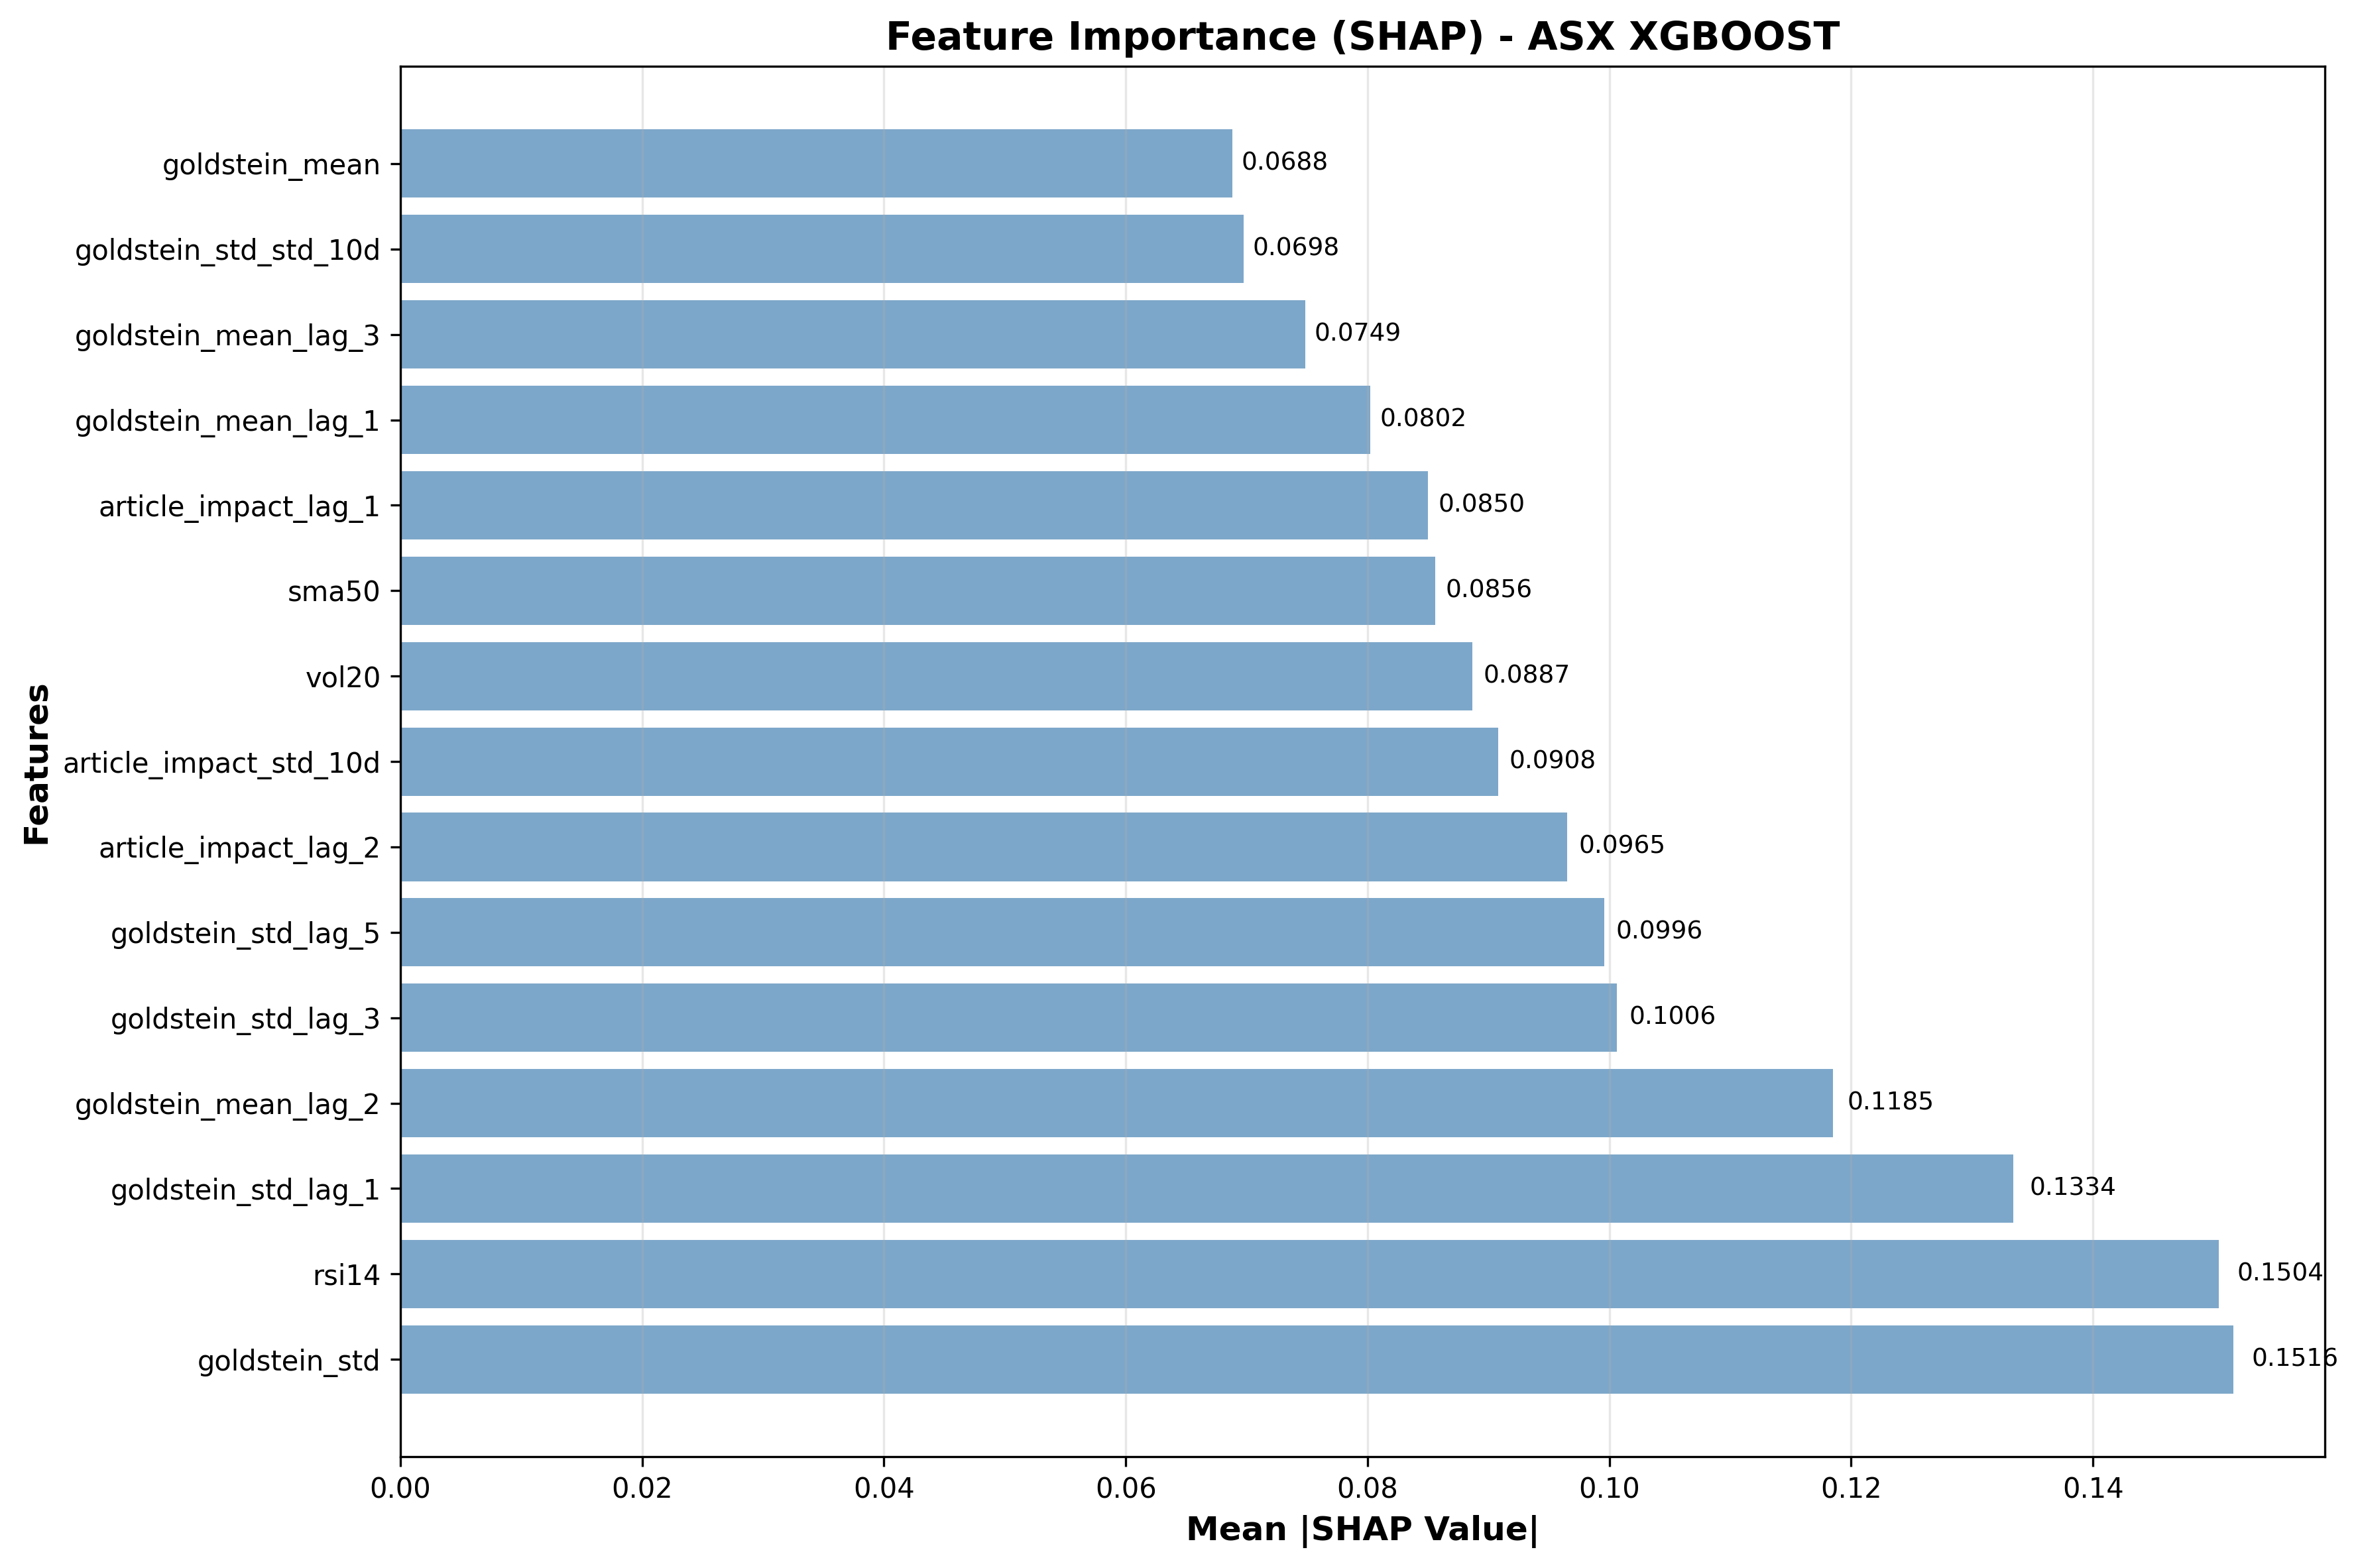 Feature Importance (SHAP) - ASX XGBOOST
Features
goldstein_mean 0.0688
goldstein_std_std_10d 0.0698
goldstein_mean_lag_3 0.0749
goldstein_mean_lag_1 0.0802
article_impact_lag_1 0.0850
sma50 0.0856
vol20 0.0887
article_impact_std_10d 0.0908
article_impact_lag_2 0.0965
goldstein_std_lag_5 0.0996
goldstein_std_lag_3 0.1006
goldstein_mean_lag_2 0.1185
goldstein_std_lag_1 0.1334
rsi14 0.1504
goldstein_std 0.1516
0.00 0.02 0.04 0.06 0.08 0.10 0.12 0.14
Mean |SHAP Value|